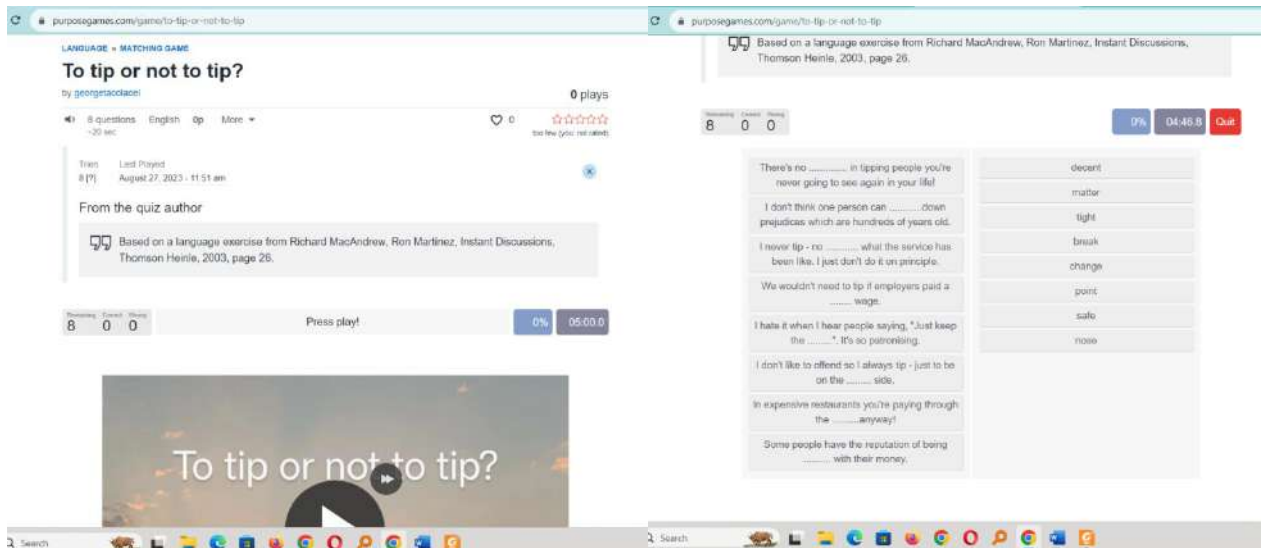 purposegames.com/game/to-tip-or-not-to-tip
LANGUAGE » MATCHING GAME
To tip or not to tip?
by
0 plays
8 questions English 0p More
~20 sec
0
too few (you: not rated)
Tries Last Played
8 [?] August 27, 2023 - 11:51 am
From the quiz author
Based on a language exercise from Richard MacAndrew, Ron Martinez, Instant Discussions,
Thomson Heinle, 2003, page 26.
Remaining Correct Wrong
8 0 0
Press play!
0% 05:00.0
To tip or not to tip?
Search
purposegames.com/game/to-tip-or-not-to-tip
Based on a language exercise from Richard MacAndrew, Ron Martinez, Instant Discussions,
Thomson Heinle, 2003, page 26.
Remaining Correct Wrong
8 0 0
0% 04:46.8 Quit
There's no ............. in tipping people you're
never going to see again in your life!
I don't think one person can ...........down
prejudices which are hundreds of years old.
I never tip - no ........... what the service has
been like. I just don't do it on principle.
We wouldn't need to tip if employers paid a
........ wage.
I hate it when I hear people saying, "Just keep
the .........". It's so patronising.
I don't like to offend so I always tip - just to be
on the ......... side.
In expensive restaurants you're paying through
the .........anyway!
Some people have the reputation of being
......... with their money.
decent
matter
tight
break
change
point
safe
nose
Search